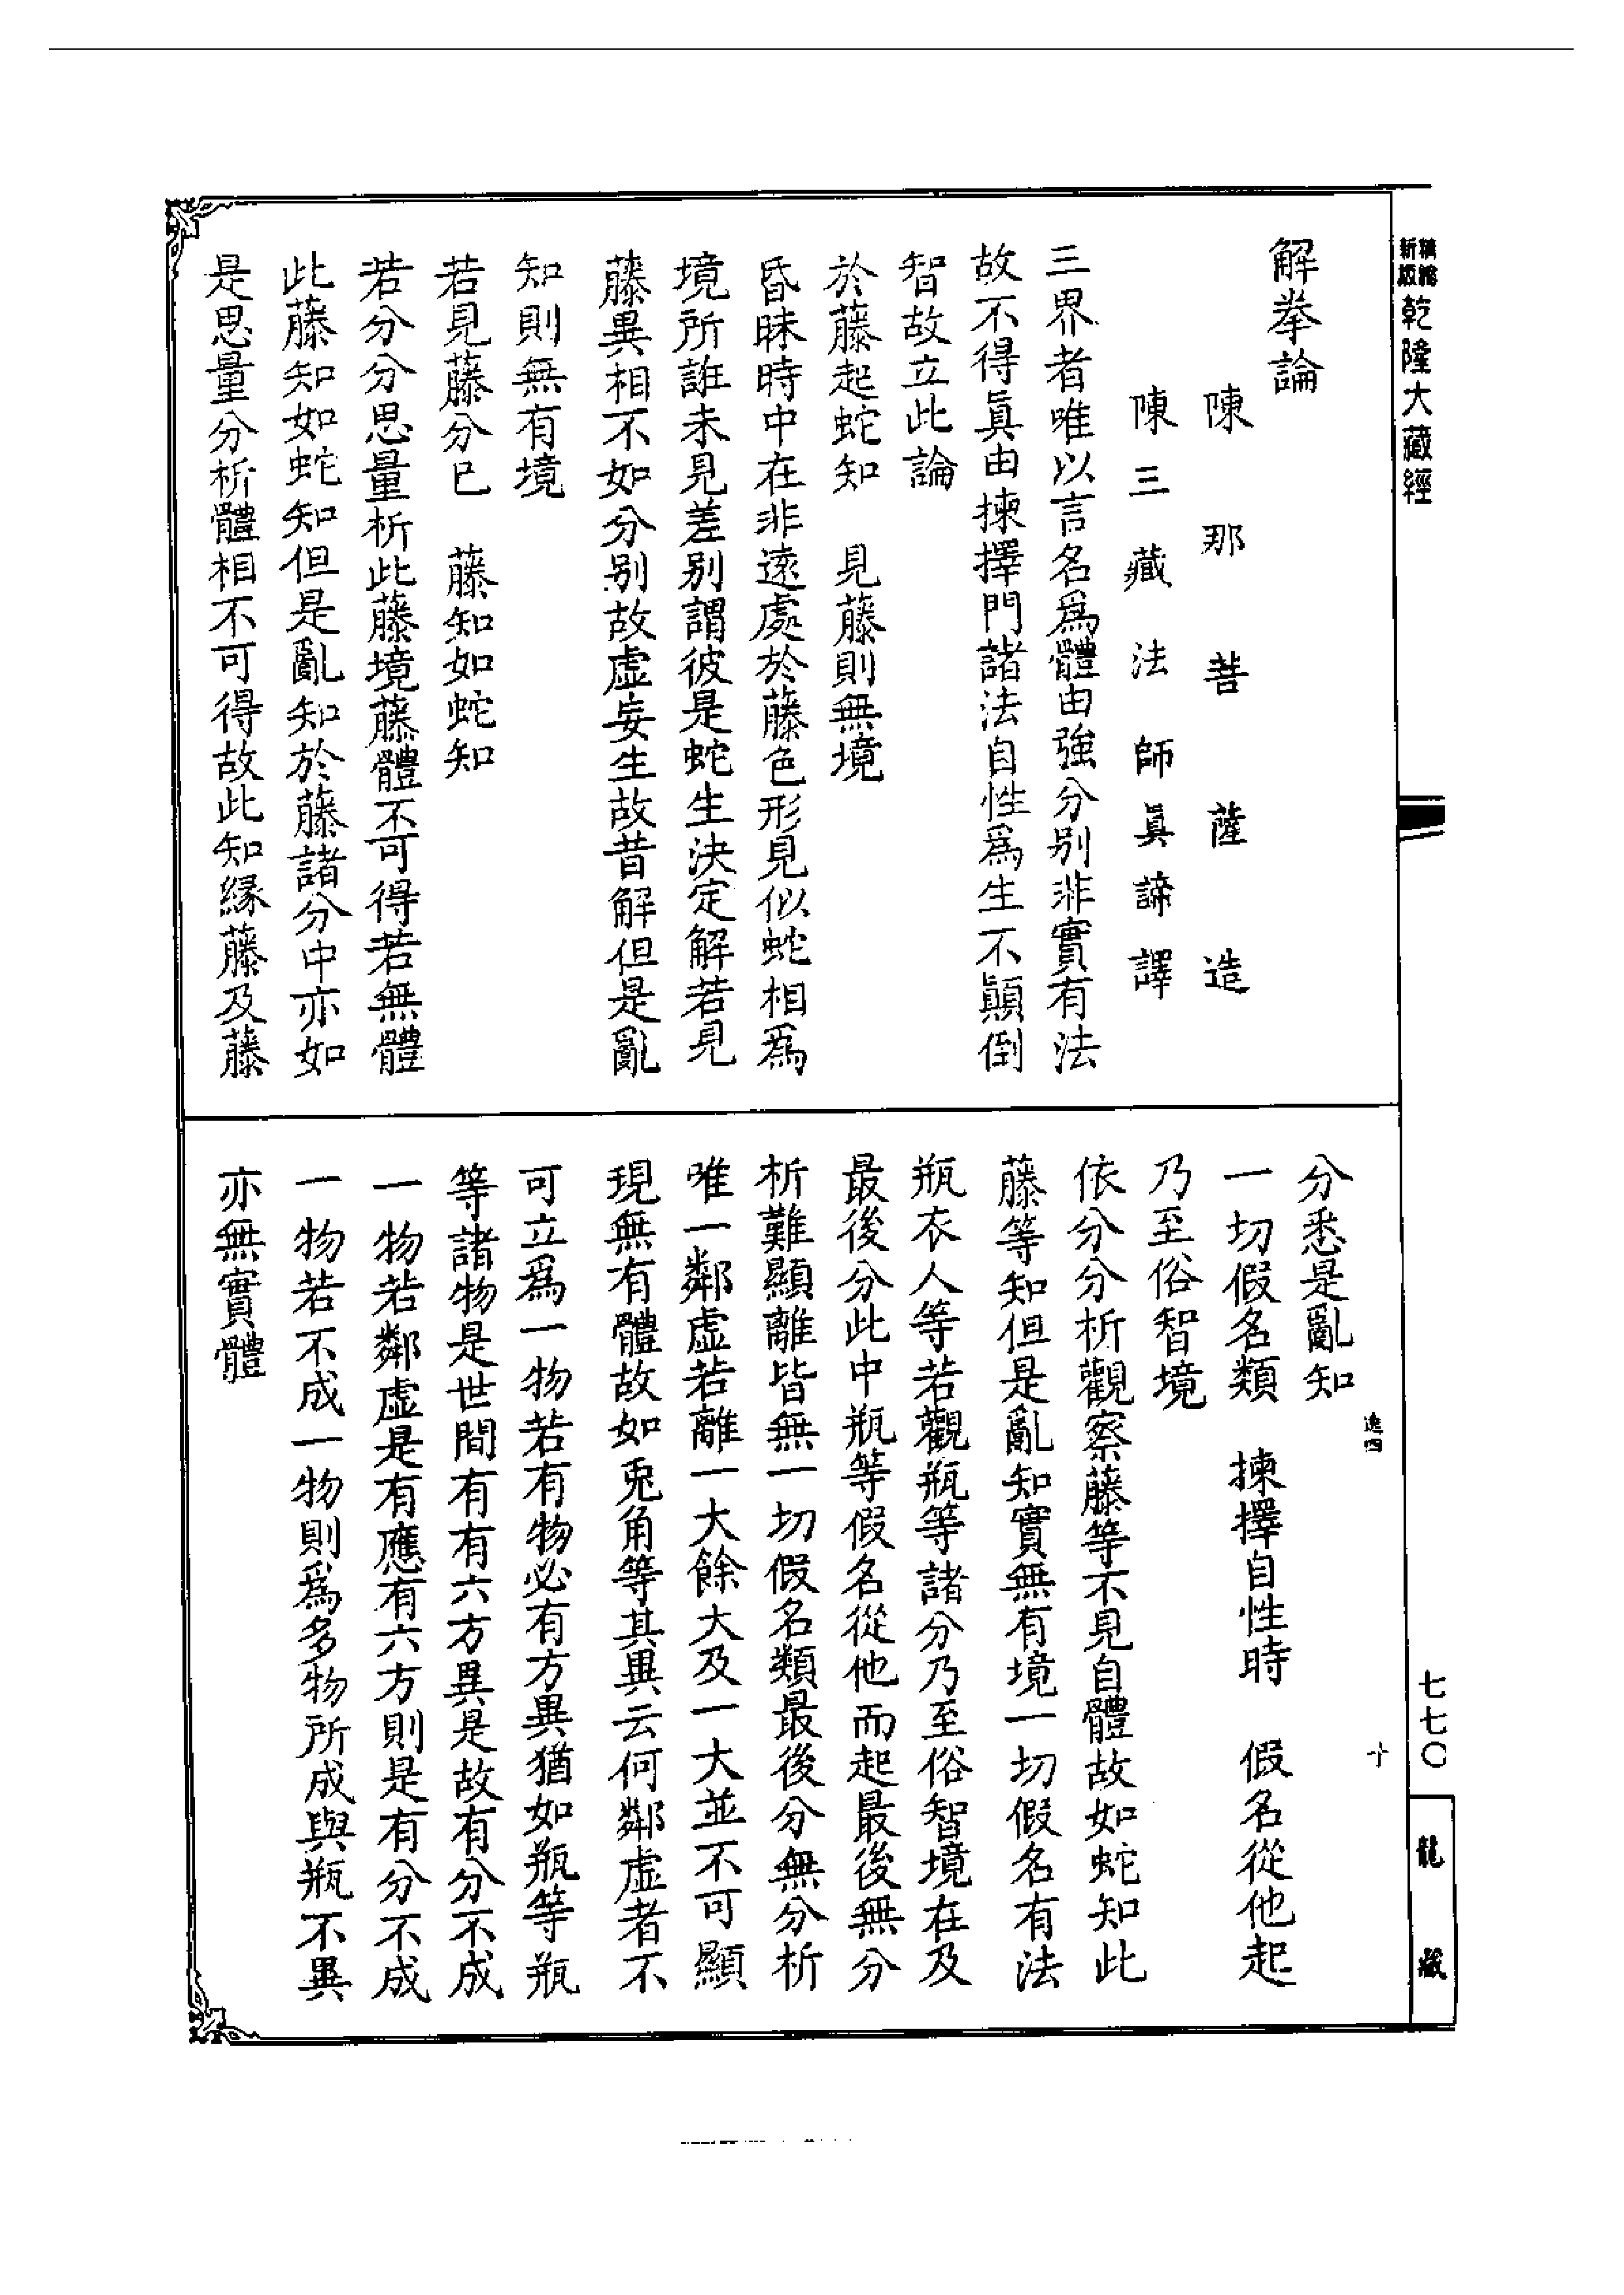 精縮新版乾隆大藏經
解拳論
陳那菩薩造
陳三藏法師眞諦譯
三界者唯以言名爲體由強分別非實有法
故不得眞由揀擇門諸法自性爲生不顚倒
智故立此論
於藤起蛇知　見藤則無境
昏昧時中在非遠處於藤色形見似蛇相爲
境所誑未見差別謂彼是蛇生決定解若見
藤異相不如分別故虛妄生故昔解但是亂
知則無有境
若見藤分已　藤知如蛇知
若分分思量析此藤境藤體不可得若無體
此藤知如蛇知但是亂知於藤諸分中亦如
是思量分析體相不可得故此知緣藤及藤
分悉是亂知
一切假名類　揀擇自性時　假名從他起
乃至俗智境
依分分析觀察藤等不見自體故如蛇知此
藤等知但是亂知實無有境一切假名有法
瓶衣人等若觀瓶等諸分乃至俗智境在及
最後分此中瓶等假名從他而起最後無分
析難顯離皆無一切假名類最後分無分析
唯一鄰虛若離一大餘大及一大並不可顯
現無有體故如兎角等其異云何鄰虛者不
可立爲一物若有物必有方異猶如瓶等瓶
等諸物是世間有有六方異是故有分不成
一物若鄰虛是有應有六方則是有分不成
一物若不成一物則爲多物所成與瓶不異
亦無實體
逸四
十
七七〇
龍藏